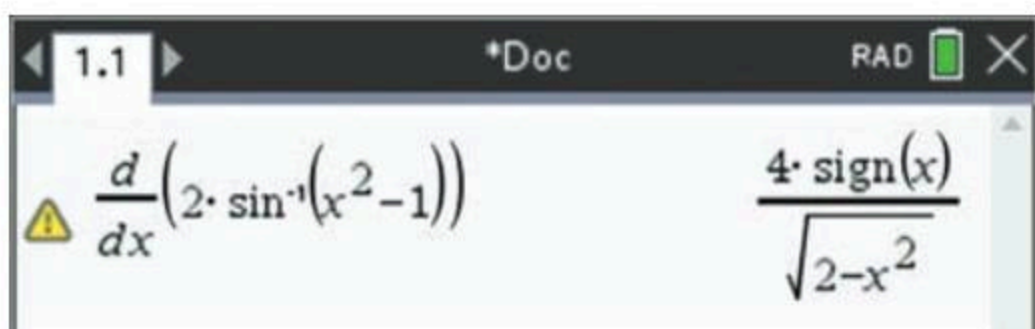 1.1 *Doc RAD
d/dx(2·sin⁻¹(x²−1)) 4·sign(x)/√(2−x²)